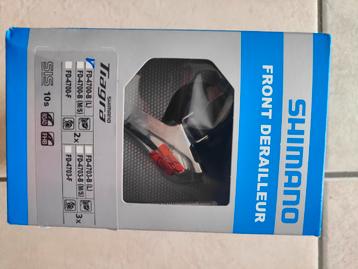 SHIMANO
FRONT DERAILLEUR
SHIMANO
Tiagra
FD-4700-B (L)
FD-4700-B (M/S)
FD-4700-F
2x
FD-4703-B (L)
FD-4703-B (M/S)
FD-4703-F
3x
SIS
10s